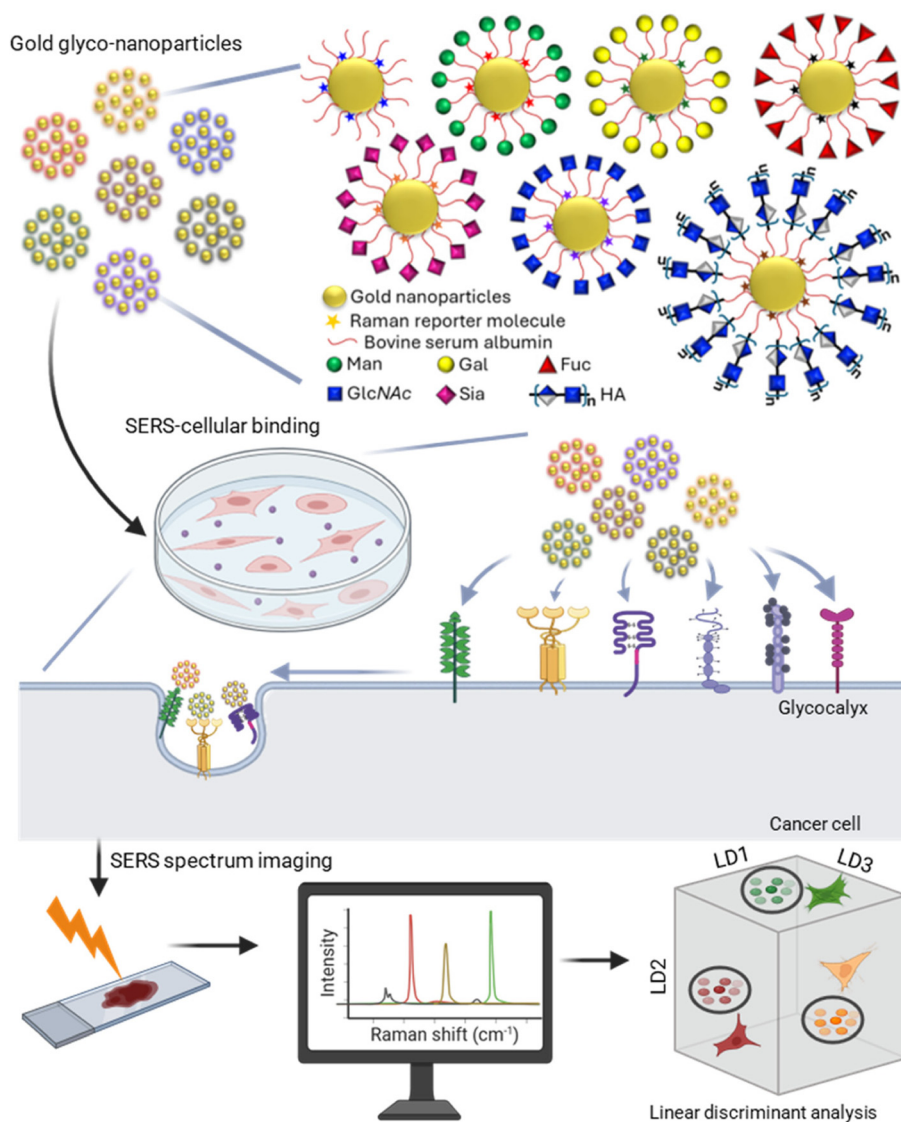 Gold glyco-nanoparticles
n n n n n n n n n n n n n n
Gold nanoparticles
Raman reporter molecule
Bovine serum albumin
Man Gal Fuc
GlcNAc Sia n HA
SERS-cellular binding
Glycocalyx
Cancer cell
SERS spectrum imaging
Intensity
Raman shift (cm⁻¹)
LD1 LD3
LD2
Linear discriminant analysis